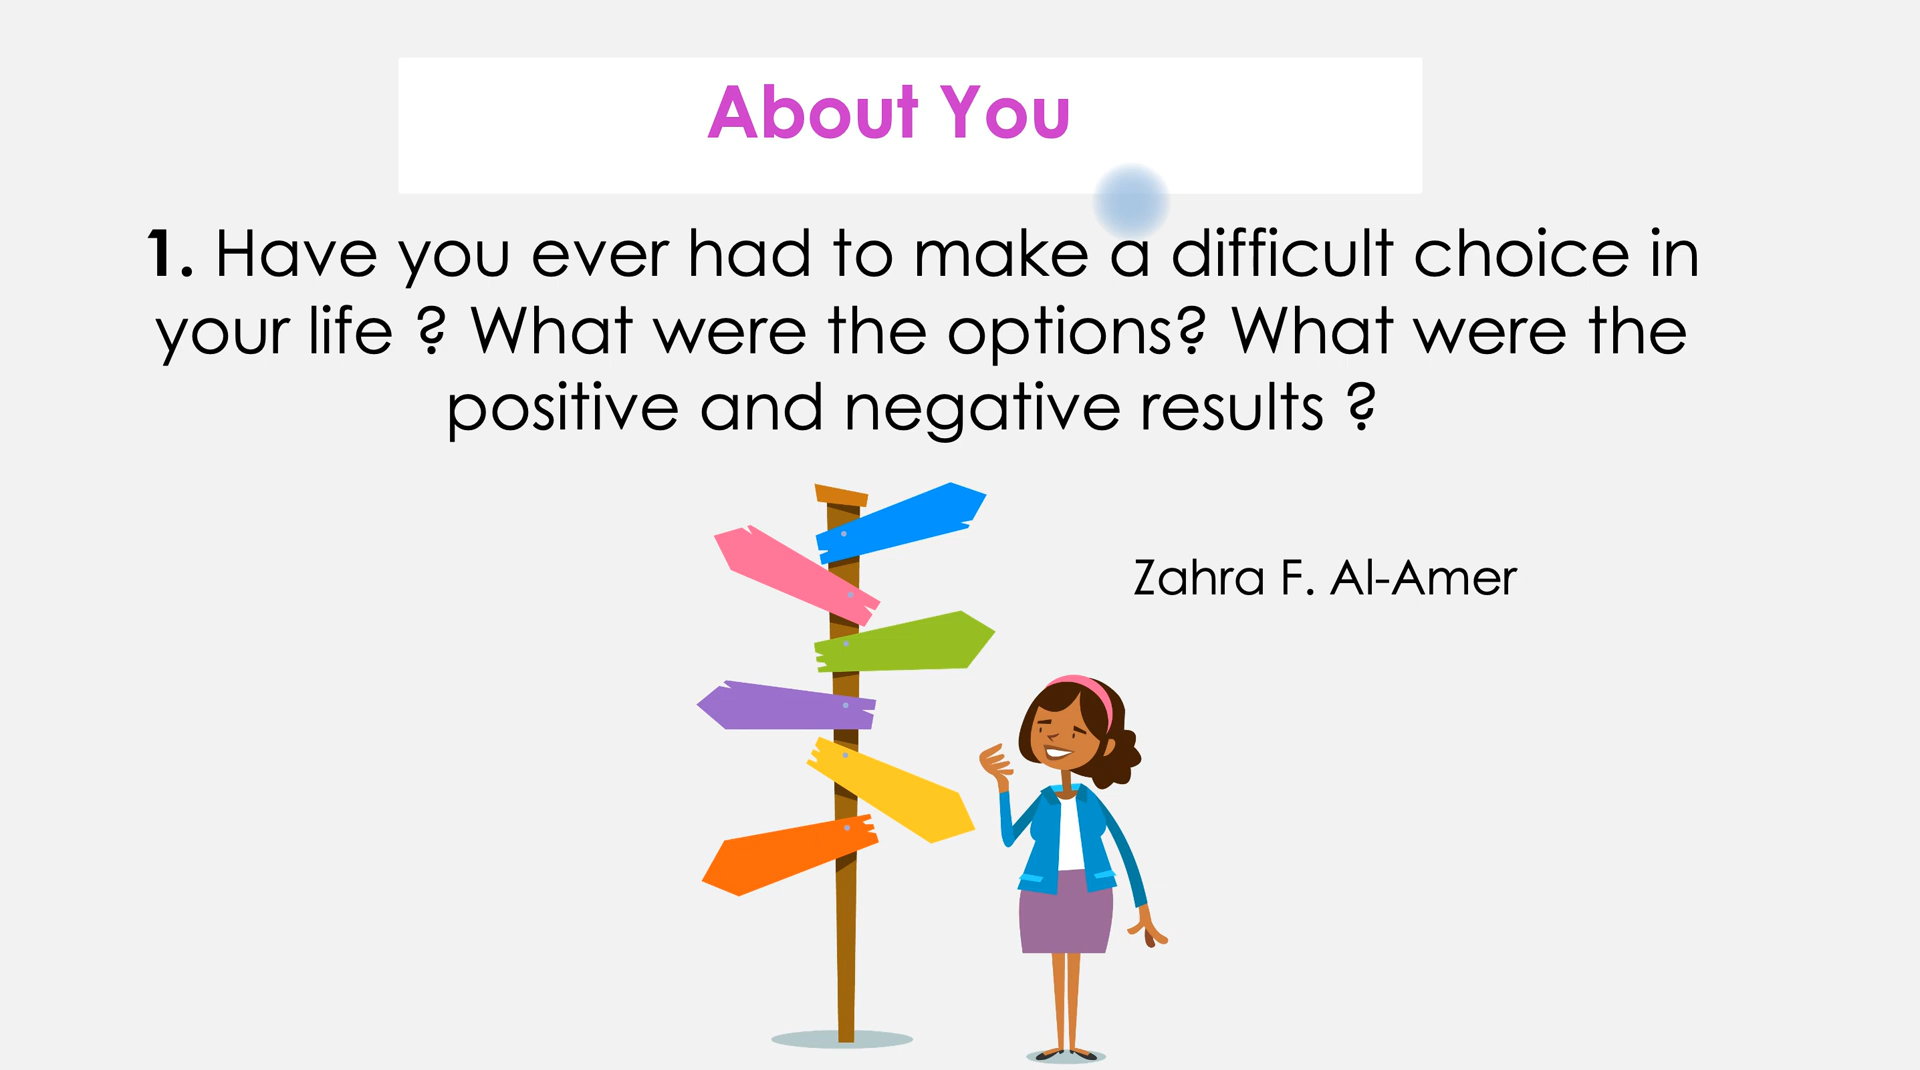 About You
1. Have you ever had to make a difficult choice in
your life ? What were the options? What were the
positive and negative results ?
Zahra F. Al-Amer